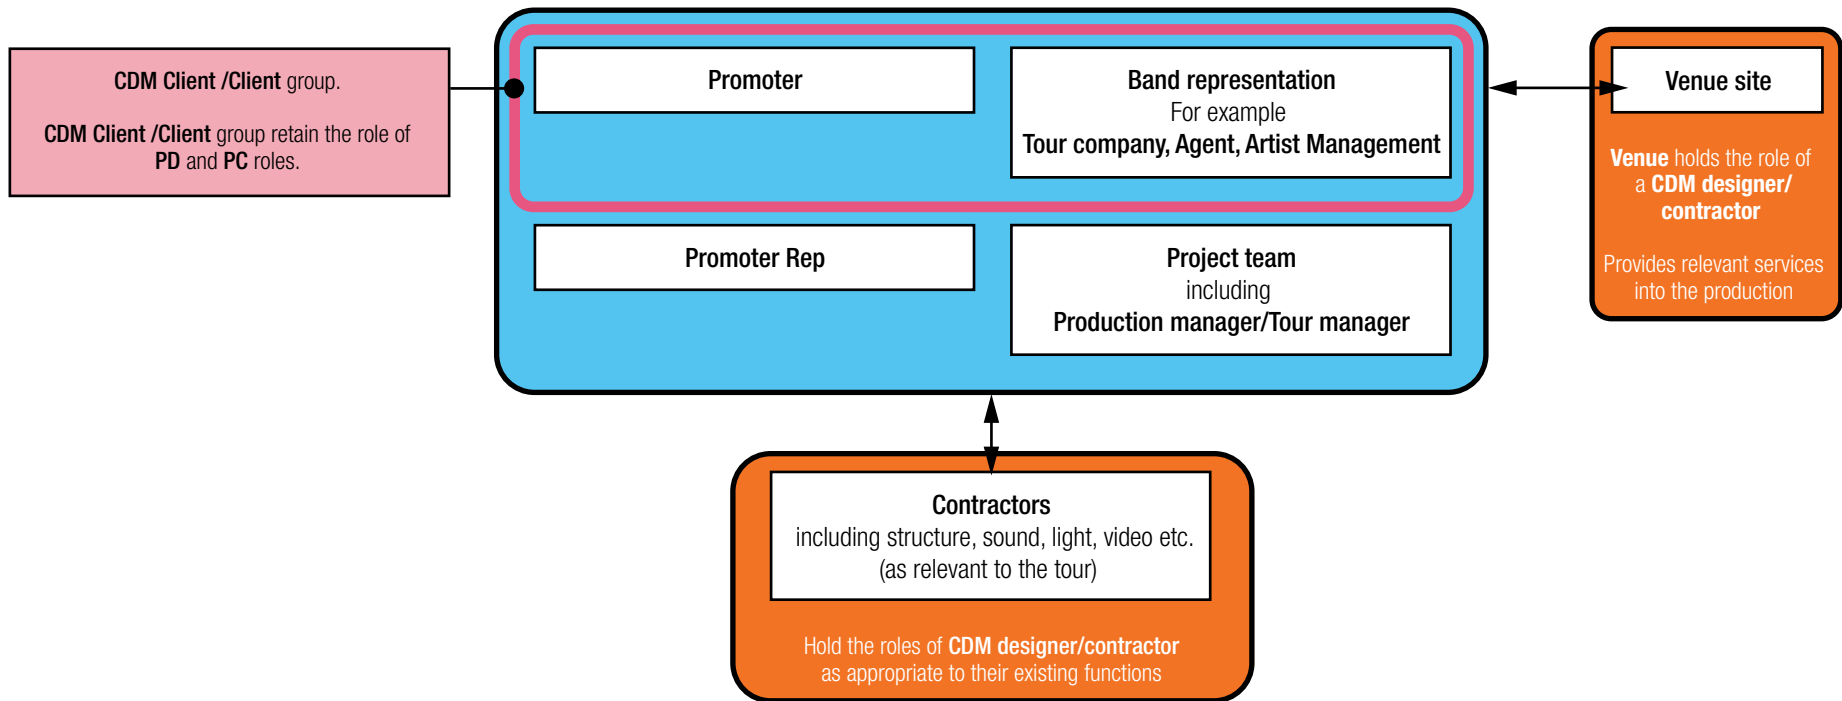 CDM Client /Client group.
CDM Client /Client group retain the role of
PD and PC roles.
Promoter
Band representation
For example
Tour company, Agent, Artist Management
Promoter Rep
Project team
including
Production manager/Tour manager
Venue site
Venue holds the role of
a CDM designer/
contractor
Provides relevant services
into the production
Contractors
including structure, sound, light, video etc.
(as relevant to the tour)
Hold the roles of CDM designer/contractor
as appropriate to their existing functions